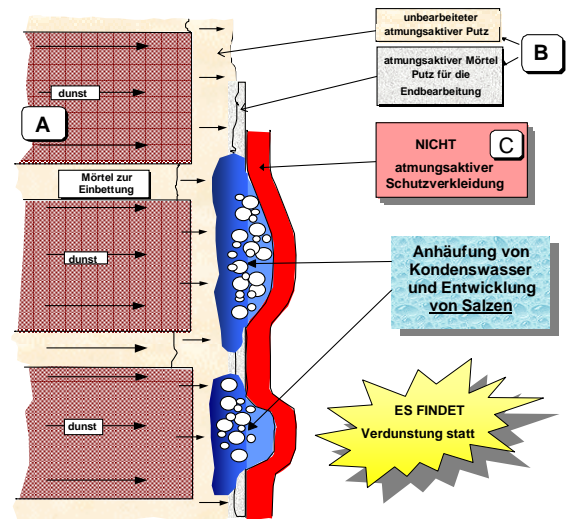 unbearbeiteter
atmungsaktiver Putz
B
atmungsaktiver Mörtel
Putz für die
Endbearbeitung
dunst
A
NICHT
C
atmungsaktiver
Schutzverkleidung
Mörtel zur
Einbettung
dunst
Anhäufung von
Kondenswasser
und Entwicklung
von Salzen
ES FINDET
Verdunstung statt
dunst